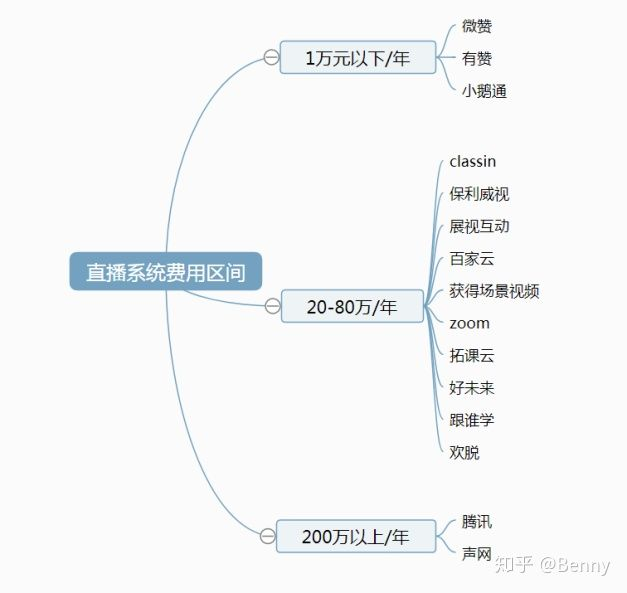 直播系统费用区间
1万元以下/年
微赞
有赞
小鹅通
20-80万/年
classin
保利威视
展视互动
百家云
获得场景视频
zoom
拓课云
好未来
跟谁学
欢脱
200万以上/年
腾讯
声网
知乎 @Benny